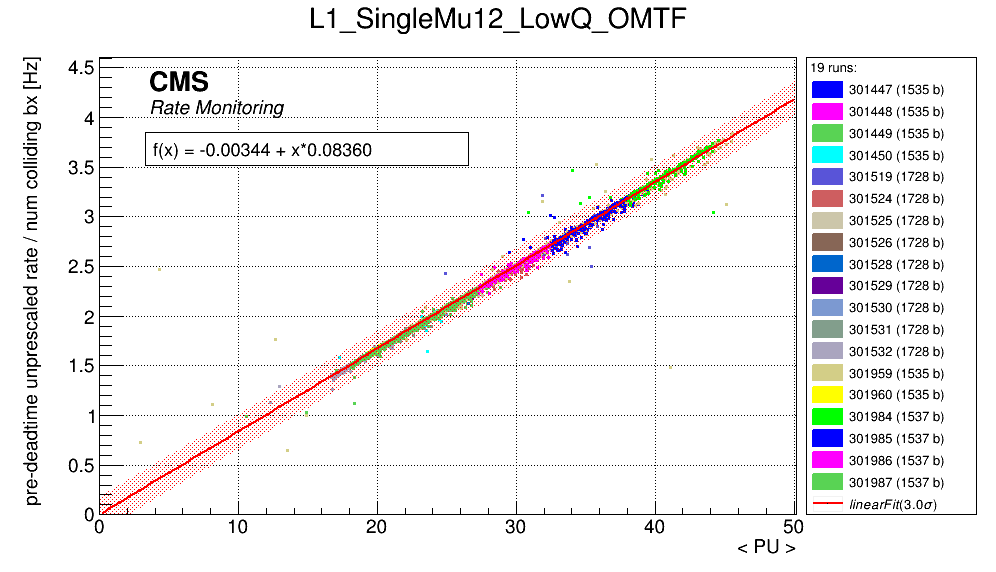 L1_SingleMu12_LowQ_OMTF
pre-deadtime unprescaled rate / num colliding bx [Hz]
4.5
4
3.5
3
2.5
2
1.5
1
0.5
0
CMS
Rate Monitoring
f(x) = -0.00344 + x*0.08360
0 10 20 30 40 50
< PU >
19 runs:
301447 (1535 b)
301448 (1535 b)
301449 (1535 b)
301450 (1535 b)
301519 (1728 b)
301524 (1728 b)
301525 (1728 b)
301526 (1728 b)
301528 (1728 b)
301529 (1728 b)
301530 (1728 b)
301531 (1728 b)
301532 (1728 b)
301959 (1535 b)
301960 (1535 b)
301984 (1537 b)
301985 (1537 b)
301986 (1537 b)
301987 (1537 b)
linearFit(3.0σ)